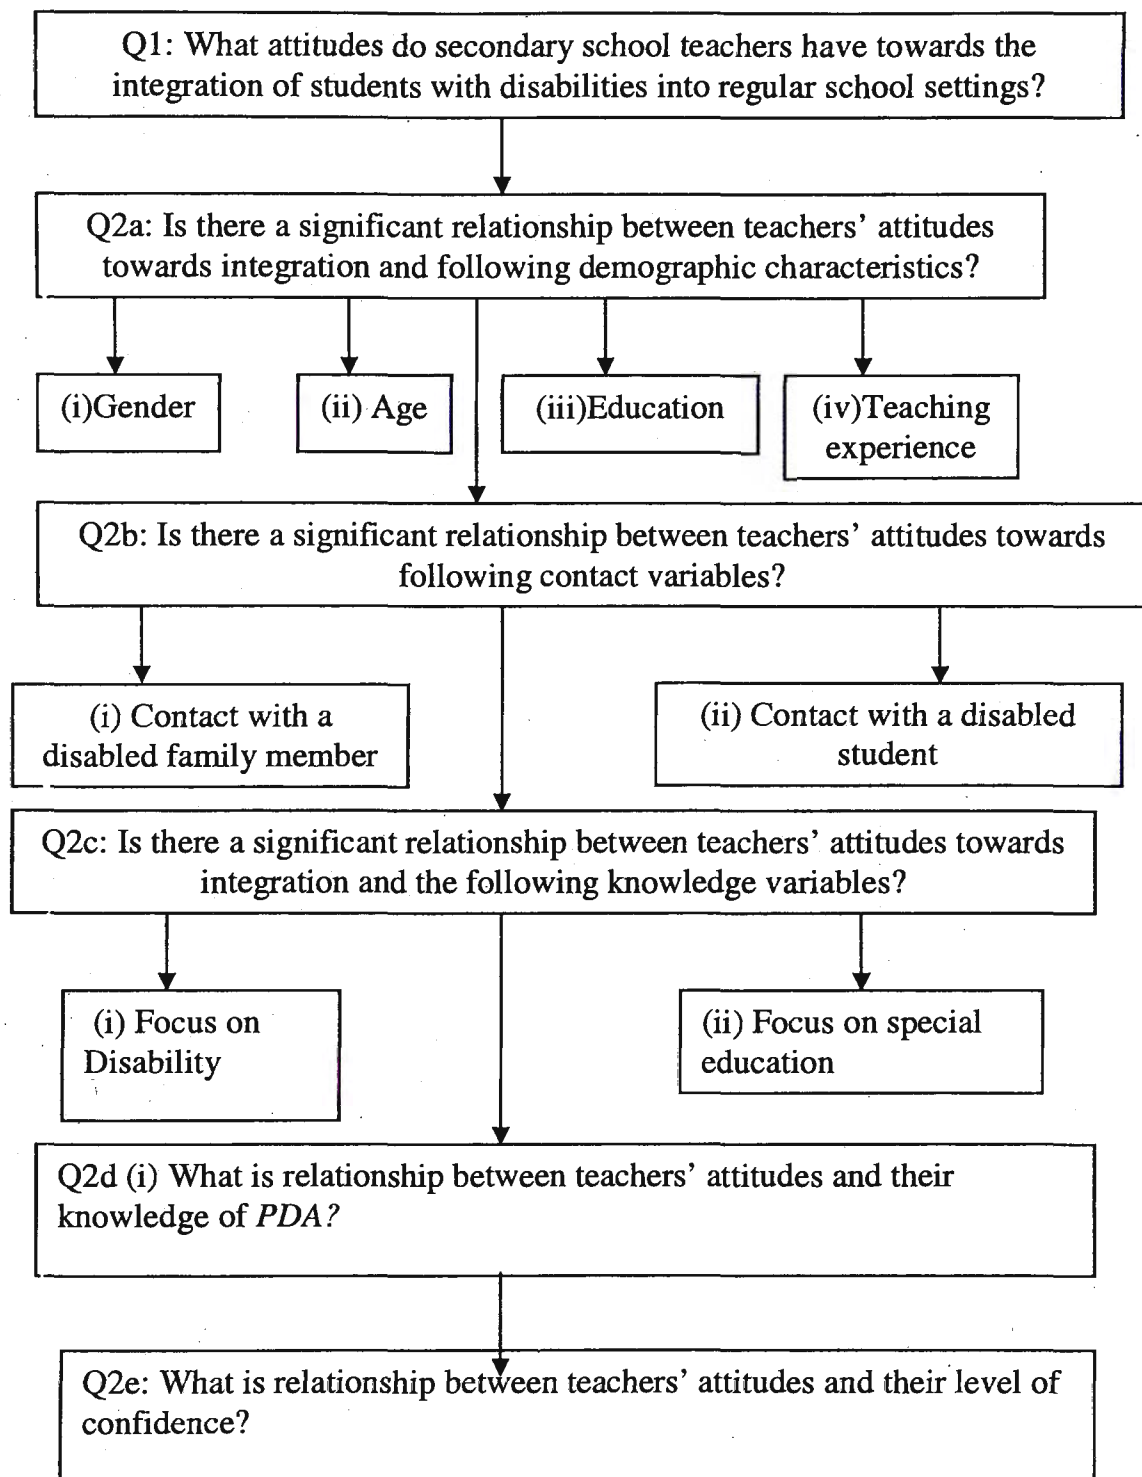 Q1: What attitudes do secondary school teachers have towards the
integration of students with disabilities into regular school settings?
Q2a: Is there a significant relationship between teachers' attitudes
towards integration and following demographic characteristics?
(i)Gender
(ii) Age
(iii)Education
(iv)Teaching
experience
Q2b: Is there a significant relationship between teachers' attitudes towards
following contact variables?
(i) Contact with a
disabled family member
(ii) Contact with a disabled
student
Q2c: Is there a significant relationship between teachers' attitudes towards
integration and the following knowledge variables?
(i) Focus on
Disability
(ii) Focus on special
education
Q2d (i) What is relationship between teachers' attitudes and their
knowledge of PDA?
Q2e: What is relationship between teachers' attitudes and their level of
confidence?